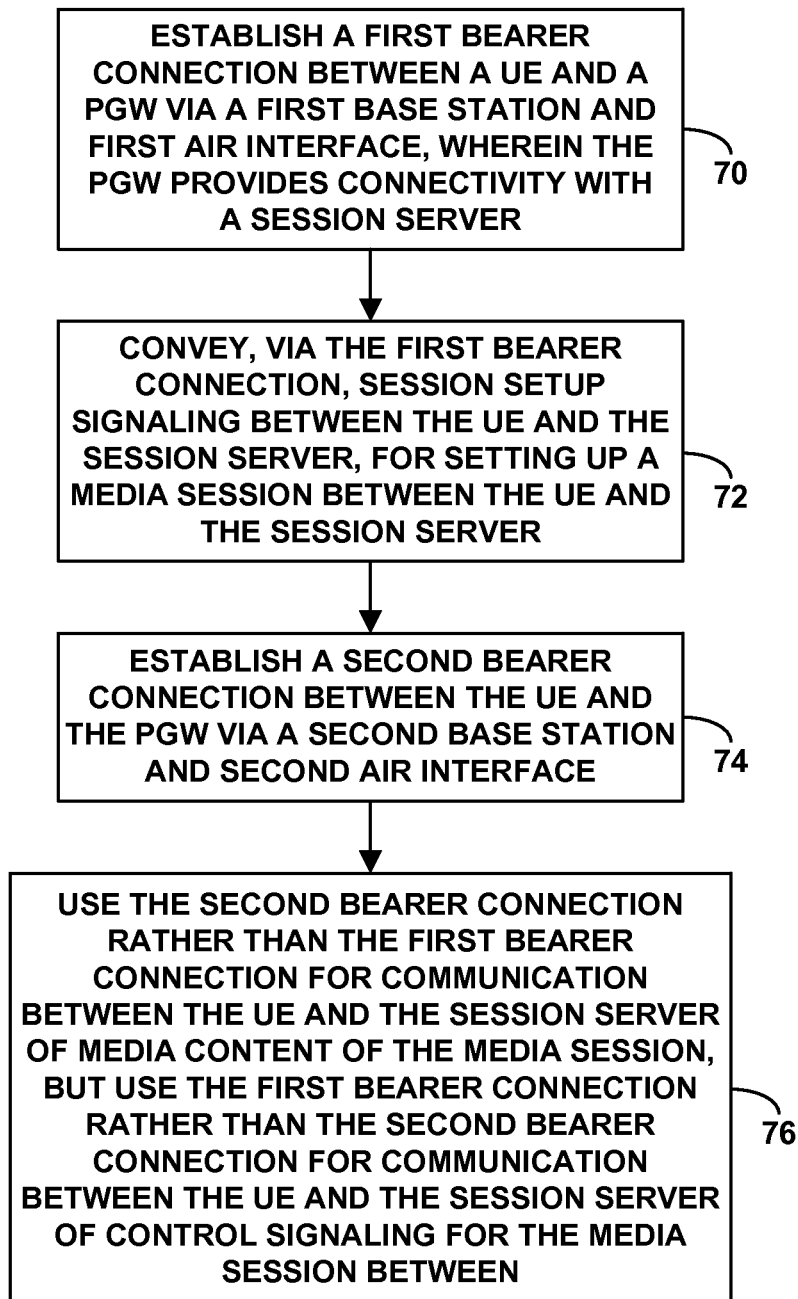 ESTABLISH A FIRST BEARER
CONNECTION BETWEEN A UE AND A
PGW VIA A FIRST BASE STATION AND
FIRST AIR INTERFACE, WHEREIN THE
PGW PROVIDES CONNECTIVITY WITH
A SESSION SERVER
70
CONVEY, VIA THE FIRST BEARER
CONNECTION, SESSION SETUP
SIGNALING BETWEEN THE UE AND THE
SESSION SERVER, FOR SETTING UP A
MEDIA SESSION BETWEEN THE UE AND
THE SESSION SERVER
72
ESTABLISH A SECOND BEARER
CONNECTION BETWEEN THE UE AND
THE PGW VIA A SECOND BASE STATION
AND SECOND AIR INTERFACE
74
USE THE SECOND BEARER CONNECTION
RATHER THAN THE FIRST BEARER
CONNECTION FOR COMMUNICATION
BETWEEN THE UE AND THE SESSION SERVER
OF MEDIA CONTENT OF THE MEDIA SESSION,
BUT USE THE FIRST BEARER CONNECTION
RATHER THAN THE SECOND BEARER
CONNECTION FOR COMMUNICATION
BETWEEN THE UE AND THE SESSION SERVER
OF CONTROL SIGNALING FOR THE MEDIA
SESSION BETWEEN
76